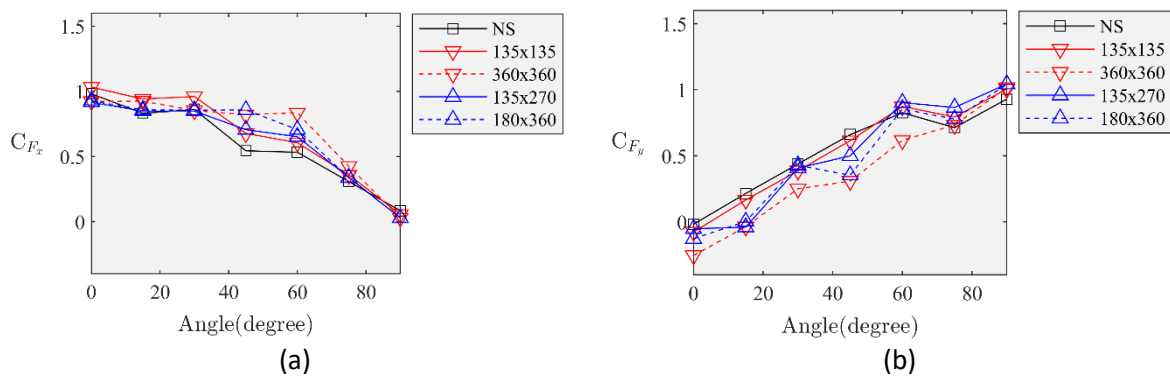 1.5
1
0.5
0
C_{F_x}
0 20 40 60 80
Angle(degree)
(a)
NS
135x135
360x360
135x270
180x360
1.5
1
0.5
0
C_{F_y}
0 20 40 60 80
Angle(degree)
(b)
NS
135x135
360x360
135x270
180x360